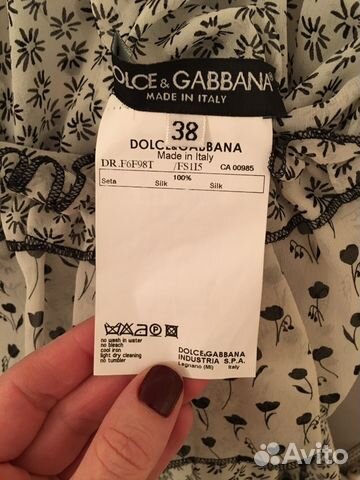 DOLCE & GABBANA
MADE IN ITALY
38
DOLCE&GABBANA
Made in Italy
DR.F6F98T /FS1I5 CA 00985
100%
Seta Silk Silk
no wash in water
no bleach
cool iron
light dry cleaning
no tumbler
DOLCE&GABBANA
INDUSTRIA S.P.A.
Legnano (MI) Italy
Avito